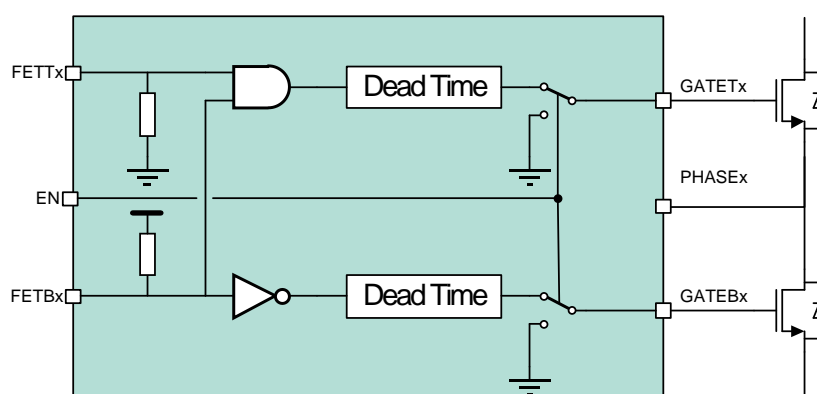 FETTx
Dead Time
GATETx
EN
PHASEx
FETBx
Dead Time
GATEBx